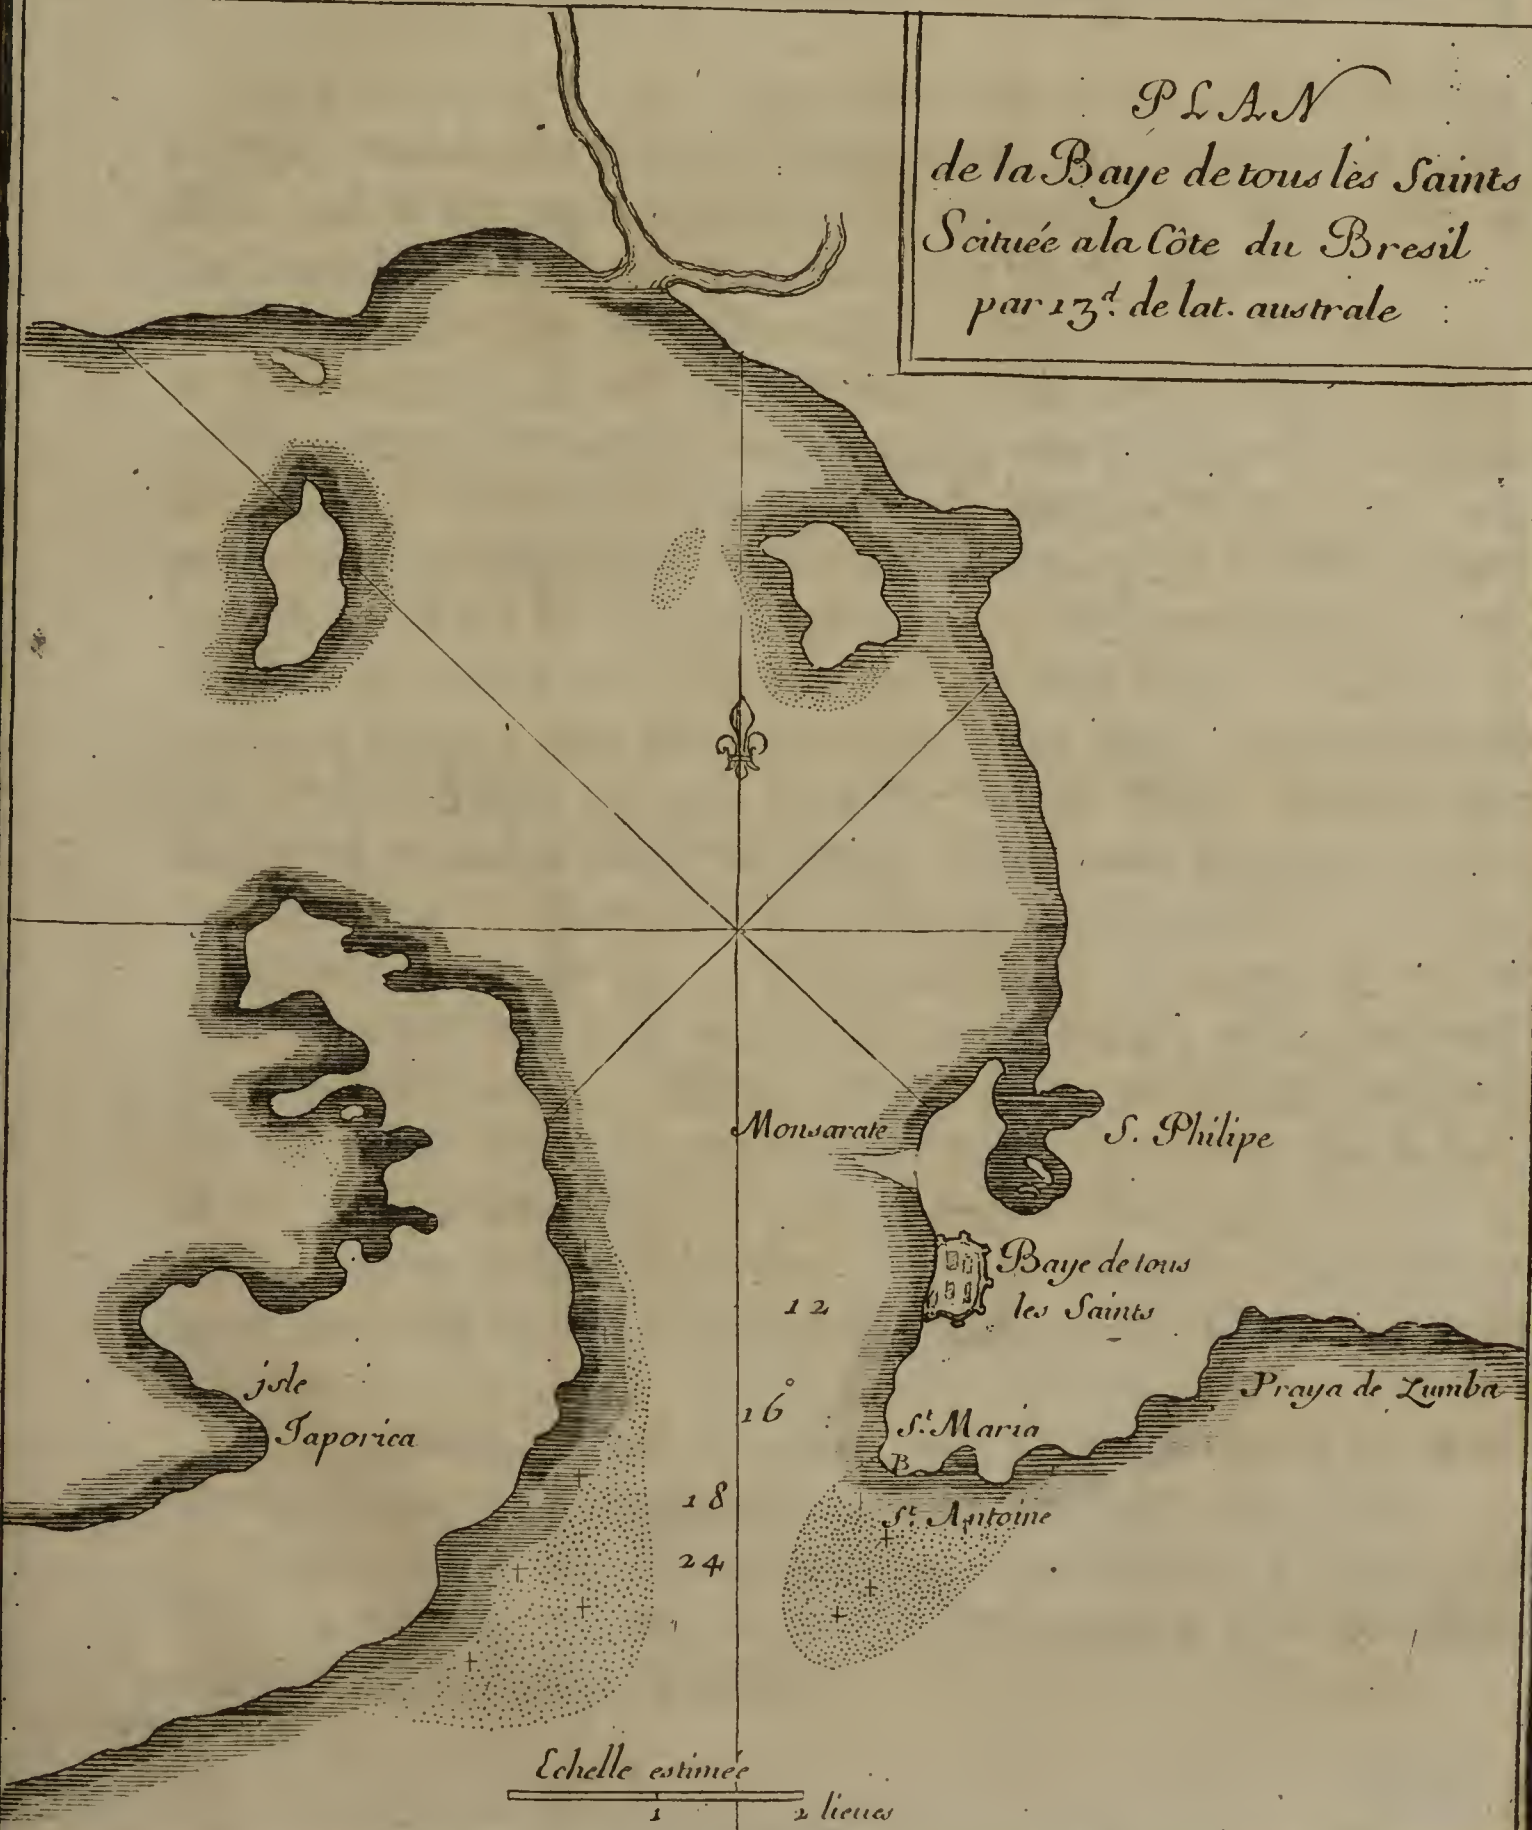 PLAN
de la Baye de tous les Saints
Scituée a la Côte du Bresil
par 13d. de lat. australe
Monsarate
S. Philipe
Baye de tous
les Saints
12
Praya de Zumba
isle
Taporica
16
St. Maria
B
18
St. Antoine
24
Echelle estimée
1 2 lieues